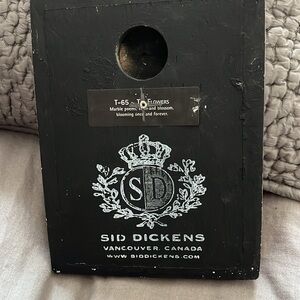 T-65 - T FLOWERS
Marble poems, and blossom,
blooming once and forever.
SD
SID DICKENS
VANCOUVER, CANADA
WWW.SIDDICKENS.COM